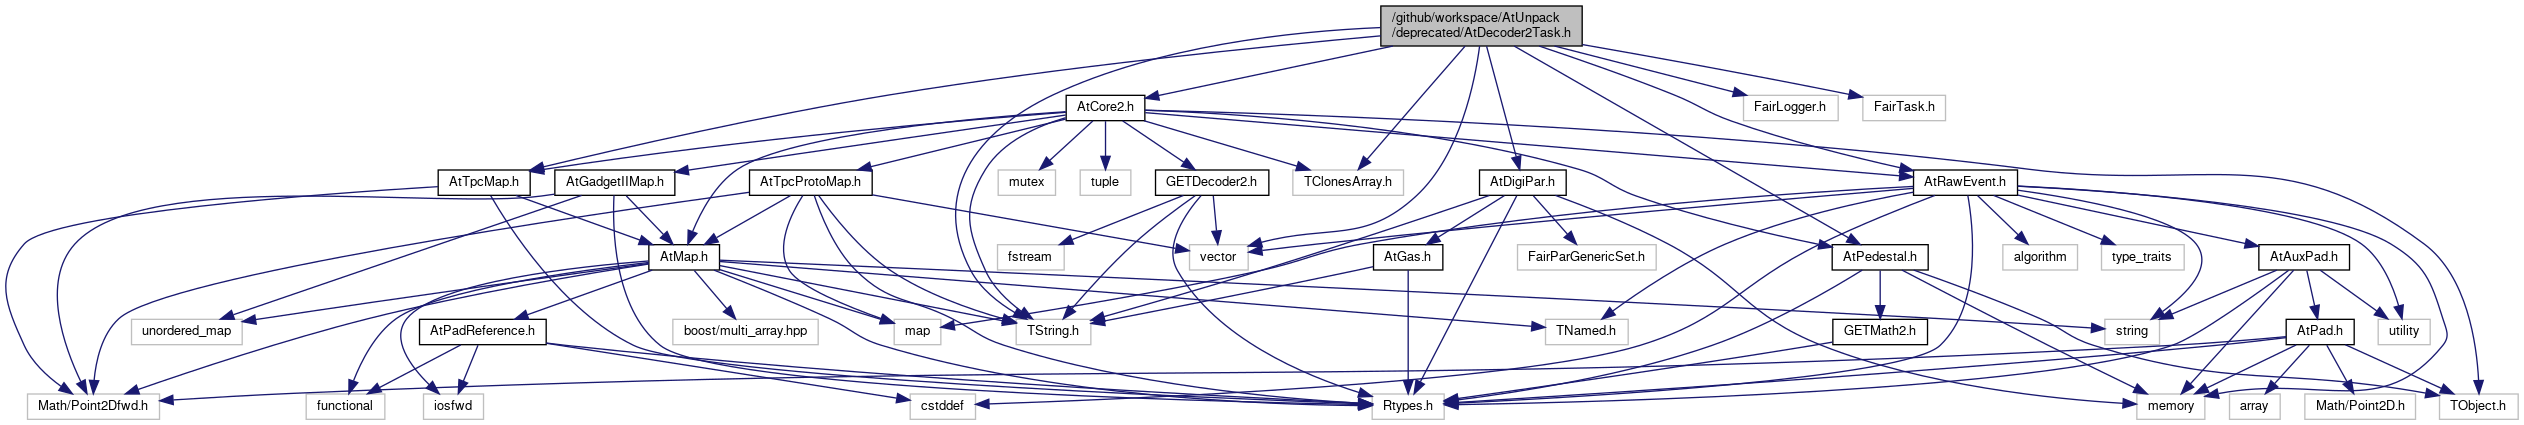 /github/workspace/AtUnpack
/deprecated/AtDecoder2Task.h
AtCore2.h
FairLogger.h
FairTask.h
AtTpcMap.h
AtGadgetIIMap.h
AtTpcProtoMap.h
mutex
tuple
GETDecoder2.h
TClonesArray.h
AtDigiPar.h
AtRawEvent.h
AtMap.h
fstream
vector
AtGas.h
FairParGenericSet.h
AtPedestal.h
algorithm
type_traits
AtAuxPad.h
unordered_map
AtPadReference.h
boost/multi_array.hpp
map
TString.h
TNamed.h
GETMath2.h
string
AtPad.h
utility
Math/Point2Dfwd.h
functional
iosfwd
cstddef
Rtypes.h
memory
array
Math/Point2D.h
TObject.h